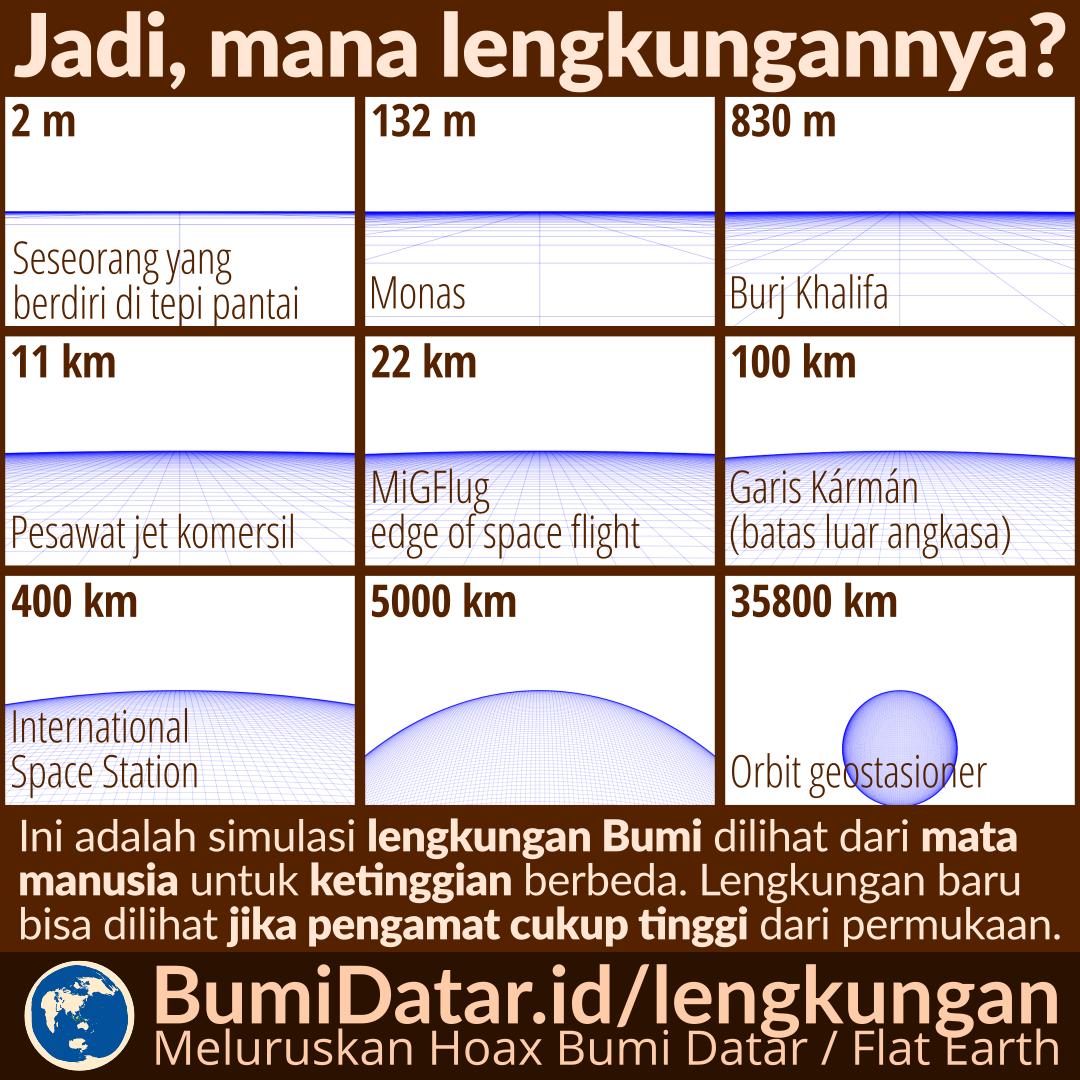 Jadi, mana lengkungannya?
2 m
Seseorang yang
berdiri di tepi pantai
132 m
Monas
830 m
Burj Khalifa
11 km
Pesawat jet komersil
22 km
MiGFlug
edge of space flight
100 km
Garis Kármán
(batas luar angkasa)
400 km
International
Space Station
5000 km
35800 km
Orbit geostasioner
Ini adalah simulasi lengkungan Bumi dilihat dari mata
manusia untuk ketinggian berbeda. Lengkungan baru
bisa dilihat jika pengamat cukup tinggi dari permukaan.
BumiDatar.id/lengkungan
Meluruskan Hoax Bumi Datar / Flat Earth